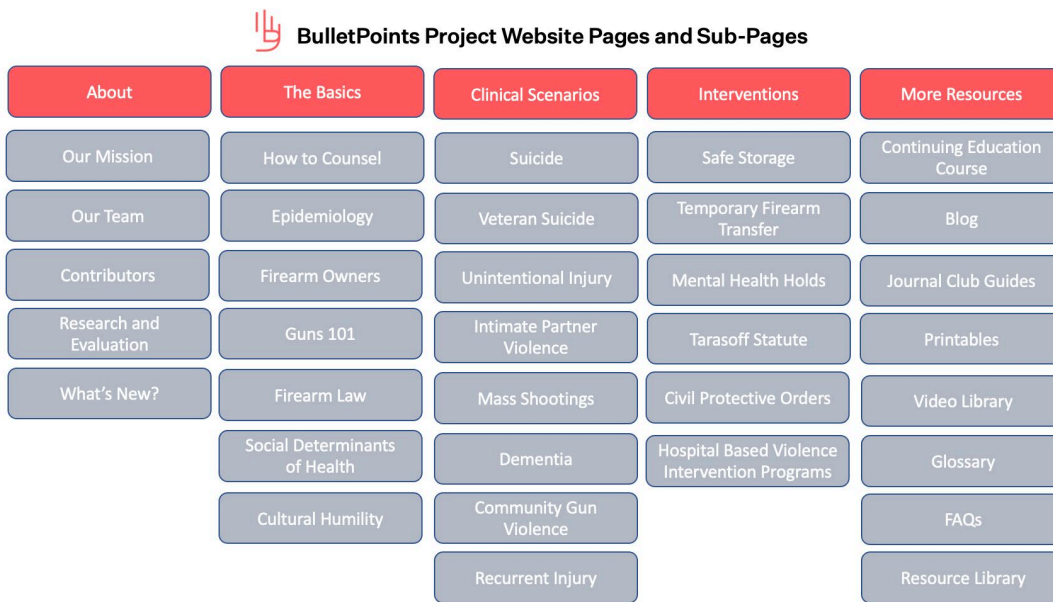 BulletPoints Project Website Pages and Sub-Pages
About
Our Mission
Our Team
Contributors
Research and
Evaluation
What's New?
The Basics
How to Counsel
Epidemiology
Firearm Owners
Guns 101
Firearm Law
Social Determinants
of Health
Cultural Humility
Clinical Scenarios
Suicide
Veteran Suicide
Unintentional Injury
Intimate Partner
Violence
Mass Shootings
Dementia
Community Gun
Violence
Recurrent Injury
Interventions
Safe Storage
Temporary Firearm
Transfer
Mental Health Holds
Tarasoff Statute
Civil Protective Orders
Hospital Based Violence
Intervention Programs
More Resources
Continuing Education
Course
Blog
Journal Club Guides
Printables
Video Library
Glossary
FAQs
Resource Library